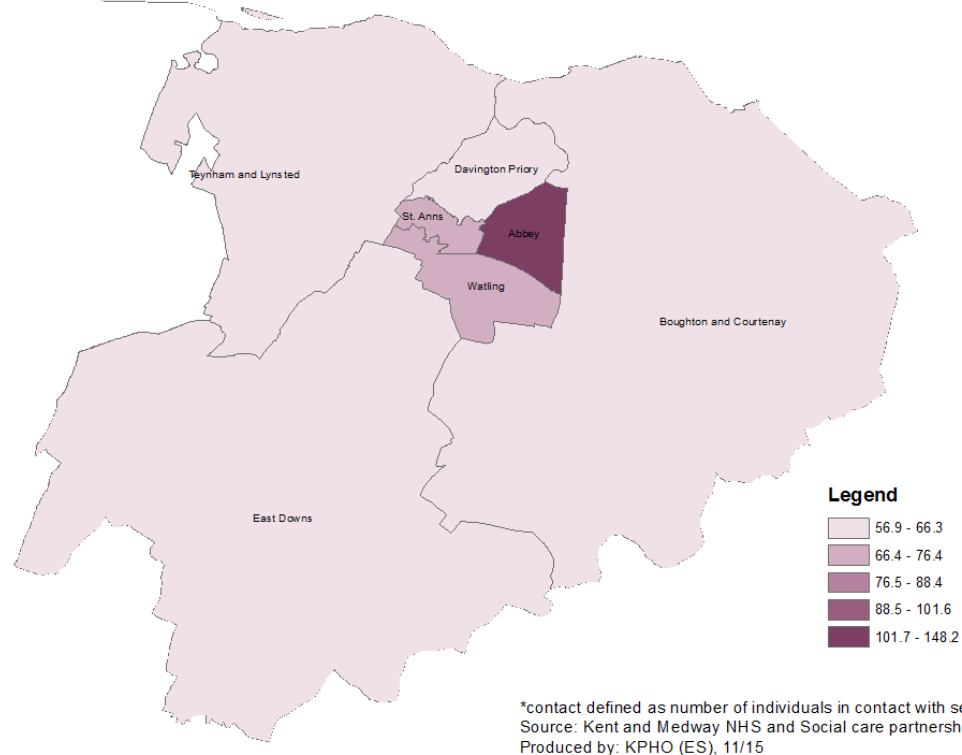 Davington Priory
Teynham and Lynsted
St. Anns
Abbey
Watling
Boughton and Courtenay
East Downs
Legend
56.9 - 66.3
66.4 - 76.4
76.5 - 88.4
88.5 - 101.6
101.7 - 148.2
*contact defined as number of individuals in contact with se
Source: Kent and Medway NHS and Social care partnersh
Produced by: KPHO (ES), 11/15